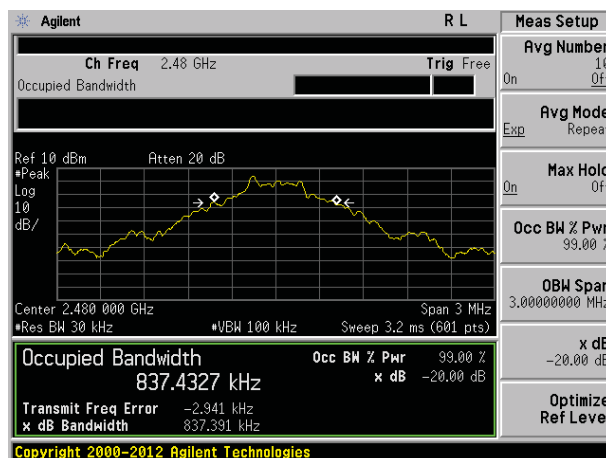 Agilent R L Meas Setup
Ch Freq 2.48 GHz Trig Free
Occupied Bandwidth
Avg Number
10
On Off
Avg Mode
Exp Repeat
Max Hold
On Off
Occ BW % Pwr
99.00 %
OBW Span
3.00000000 MHz
x dB
-20.00 dB
Optimize
Ref Level
Ref 10 dBm Atten 20 dB
#Peak
Log
10
dB/
Center 2.480 000 GHz Span 3 MHz
#Res BW 30 kHz #VBW 100 kHz Sweep 3.2 ms (601 pts)
Occupied Bandwidth Occ BW % Pwr 99.00 %
837.4327 kHz x dB -20.00 dB
Transmit Freq Error -2.941 kHz
x dB Bandwidth 837.391 kHz
Copyright 2000-2012 Agilent Technologies